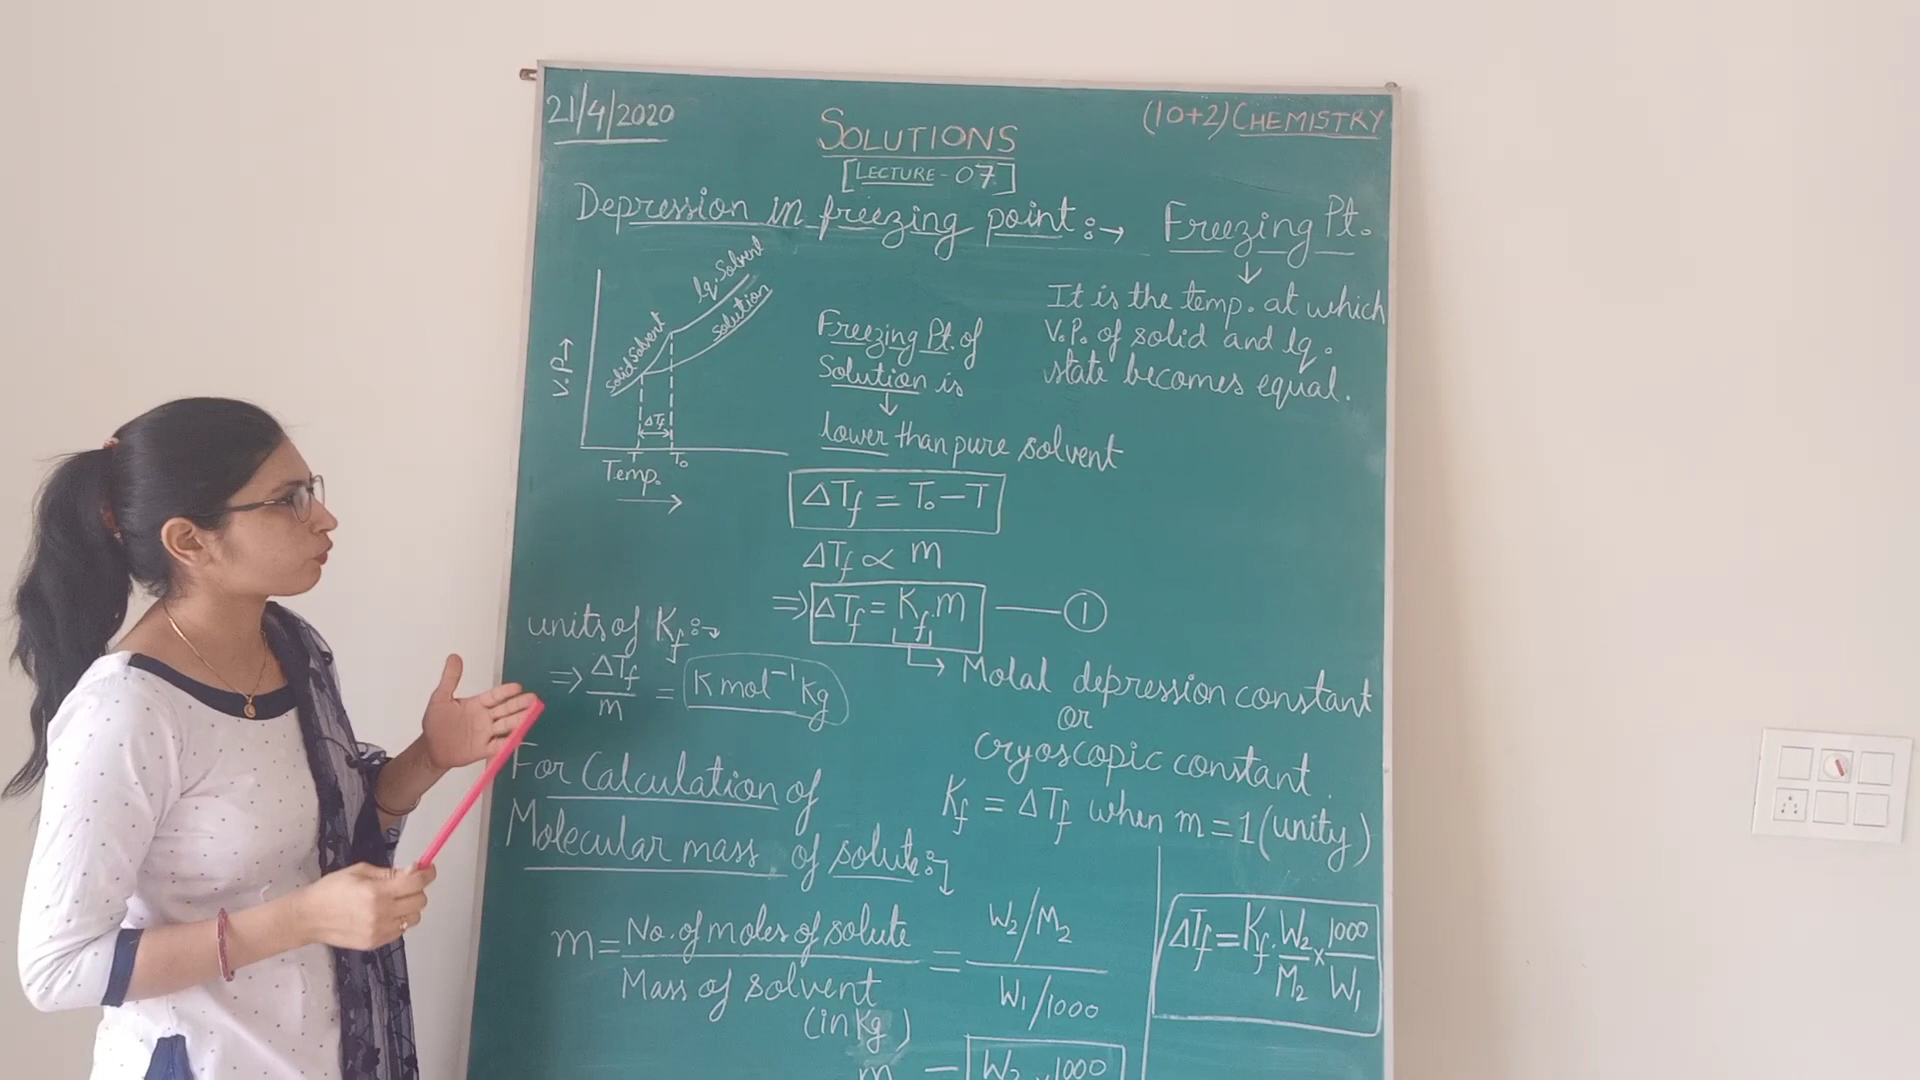 21/4/2020
SOLUTIONS
(10+2) CHEMISTRY
[LECTURE-07]
Depression in freezing point:→
Freezing Pt.
↓
It is the temp. at which
V.P. of solid and lq.
state becomes equal.
V.P→
solid solvent
lq. Solvent
solution
ΔTf
T T₀
Temp.
→
Freezing Pt. of
Solution is
↓
lower than pure solvent
ΔTf = T₀ - T
ΔTf ∝ m
⇒ ΔTf = Kf.m — ①
→ Molal depression constant
or
cryoscopic constant.
Kf = ΔTf when m = 1 (unity)
units of Kf:→
⇒ ΔTf/m = K mol⁻¹ Kg
For Calculation of
Molecular mass of solute:
m = No. of moles of solute / Mass of solvent (in Kg) = W₂/M₂ / W₁/1000
m = W₂ × 1000
ΔTf = Kf . W₂/M₂ × 1000/W₁